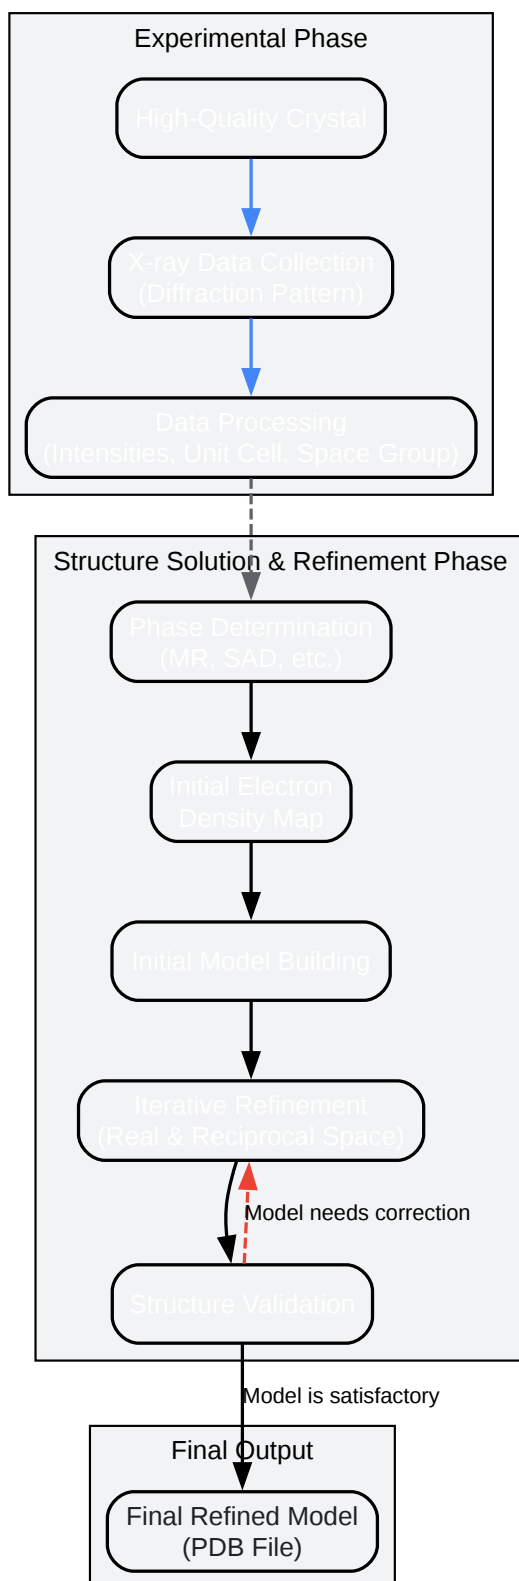 Experimental Phase
High-Quality Crystal
X-ray Data Collection
(Diffraction Pattern)
Data Processing
(Intensities, Unit Cell, Space Group)
Structure Solution & Refinement Phase
Phase Determination
(MR, SAD, etc.)
Initial Electron
Density Map
Initial Model Building
Iterative Refinement
(Real & Reciprocal Space)
Model needs correction
Structure Validation
Model is satisfactory
Final Output
Final Refined Model
(PDB File)